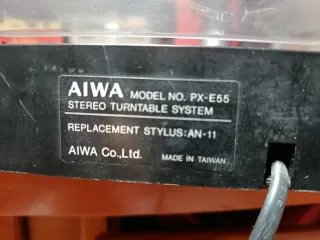 AIWA MODEL NO. PX-E55
STEREO TURNTABLE SYSTEM
REPLACEMENT STYLUS:AN-11
AIWA Co.,Ltd. MADE IN TAIWAN